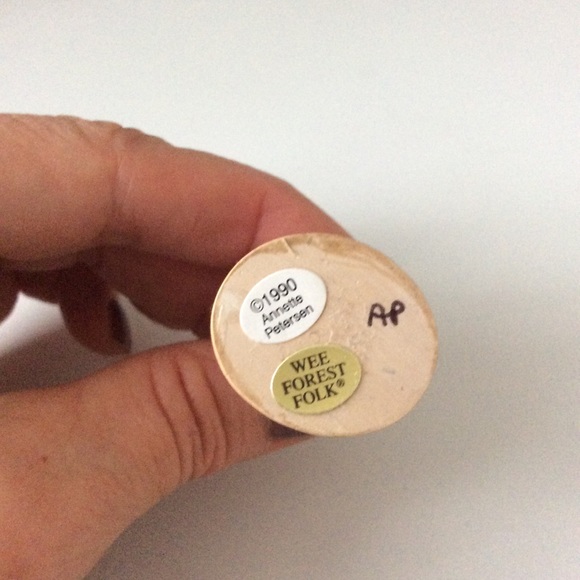 ©1990
Annette
Petersen
AP
WEE
FOREST
FOLK®